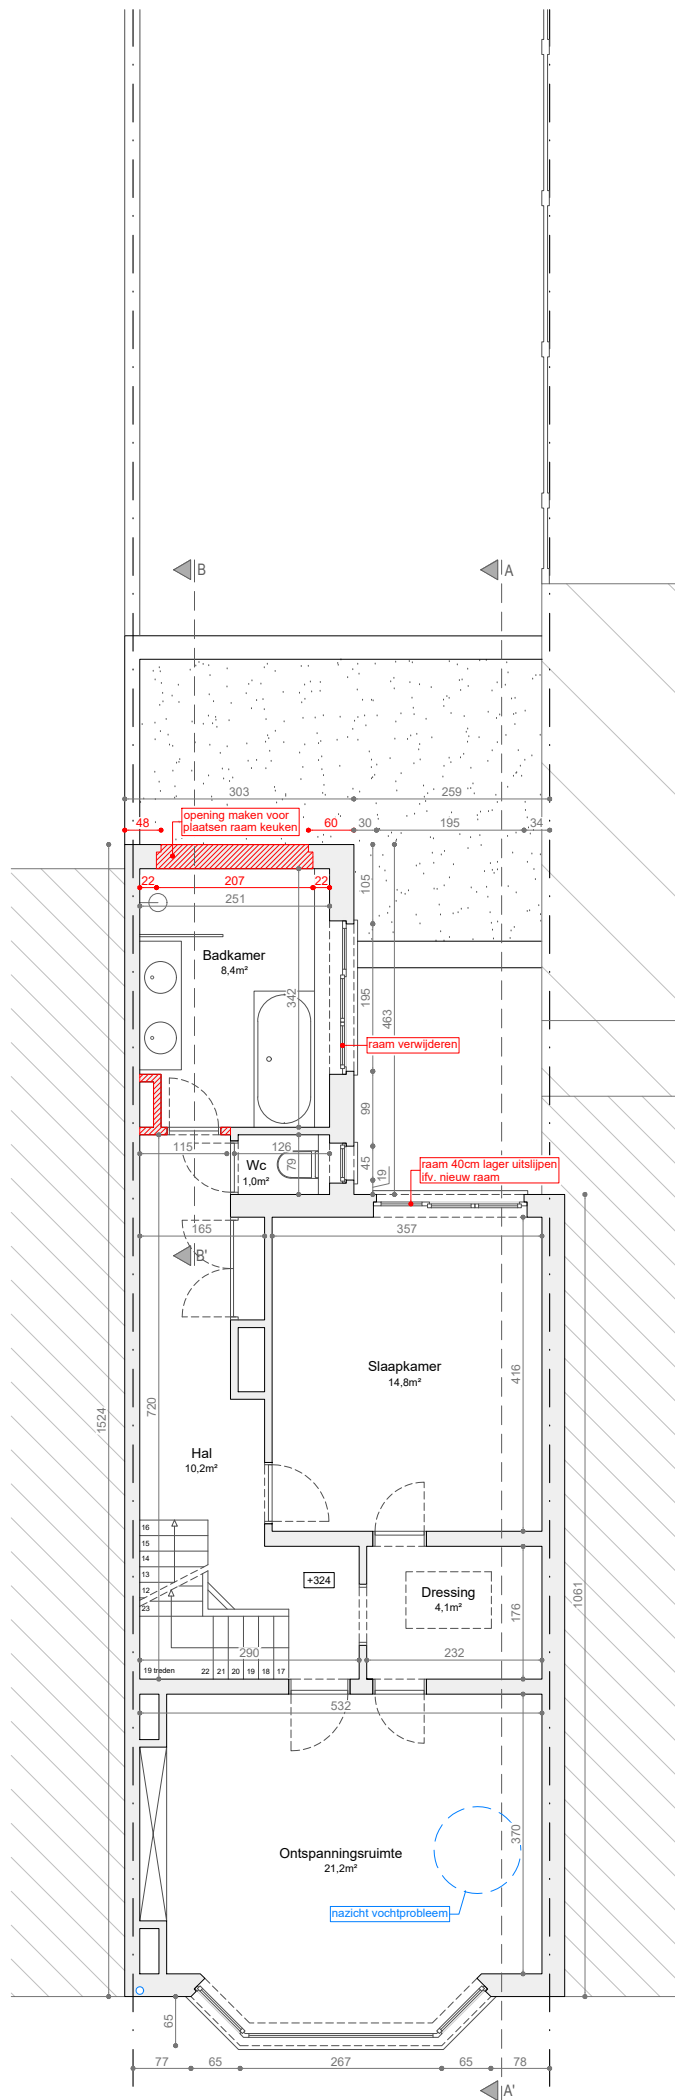 B
A
303
259
48
opening maken voor
plaatsen raam keuken
60
30
195
34
22
207
22
251
105
Badkamer
8,4m²
342
195
463
raam verwijderen
99
115
126
Wc
1,0m²
79
45
19
raam 40cm lager uitslijpen
ifv. nieuw raam
165
357
B'
Slaapkamer
14,8m²
416
720
1524
Hal
10,2m²
16
15
14
13
12
23
+324
Dressing
4,1m²
176
1061
290
232
19 treden
22
21
20
19
18
17
532
370
Ontspanningsruimte
21,2m²
nazicht vochtprobleem
65
77
65
267
65
78
A'